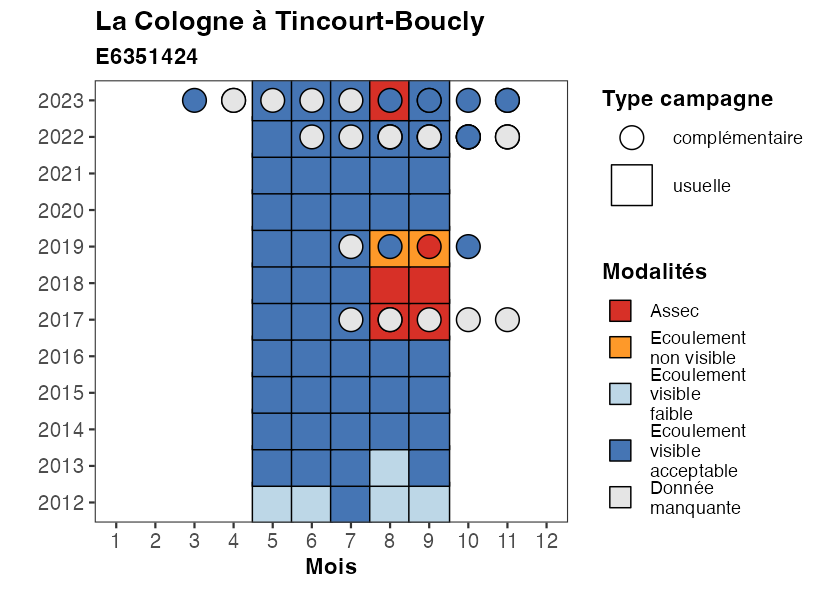 La Cologne à Tincourt-Boucly
E6351424
2023
2022
2021
2020
2019
2018
2017
2016
2015
2014
2013
2012
1 2 3 4 5 6 7 8 9 10 11 12
Mois
Type campagne
complémentaire
usuelle
Modalités
Assec
Ecoulement
non visible
Ecoulement
visible
faible
Ecoulement
visible
acceptable
Donnée
manquante